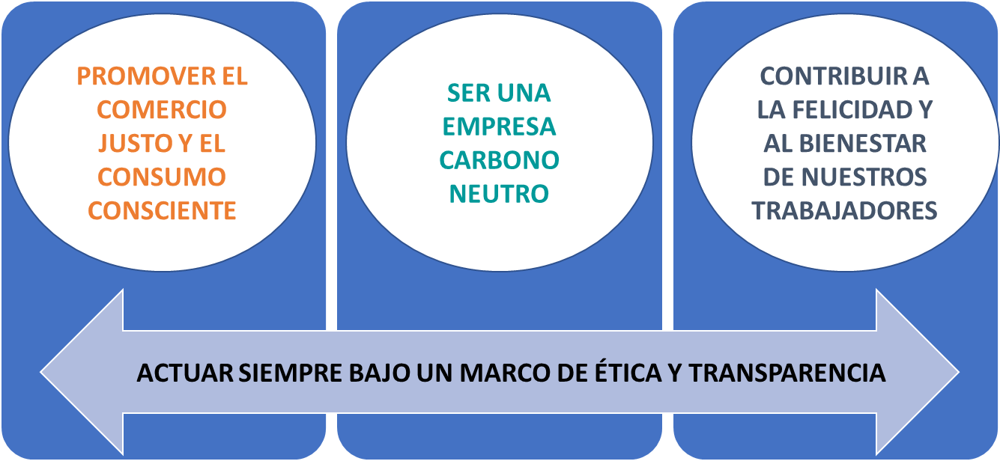 PROMOVER EL
COMERCIO
JUSTO Y EL
CONSUMO
CONSCIENTE
SER UNA
EMPRESA
CARBONO
NEUTRO
CONTRIBUIR A
LA FELICIDAD Y
AL BIENESTAR
DE NUESTROS
TRABAJADORES
ACTUAR SIEMPRE BAJO UN MARCO DE ÉTICA Y TRANSPARENCIA